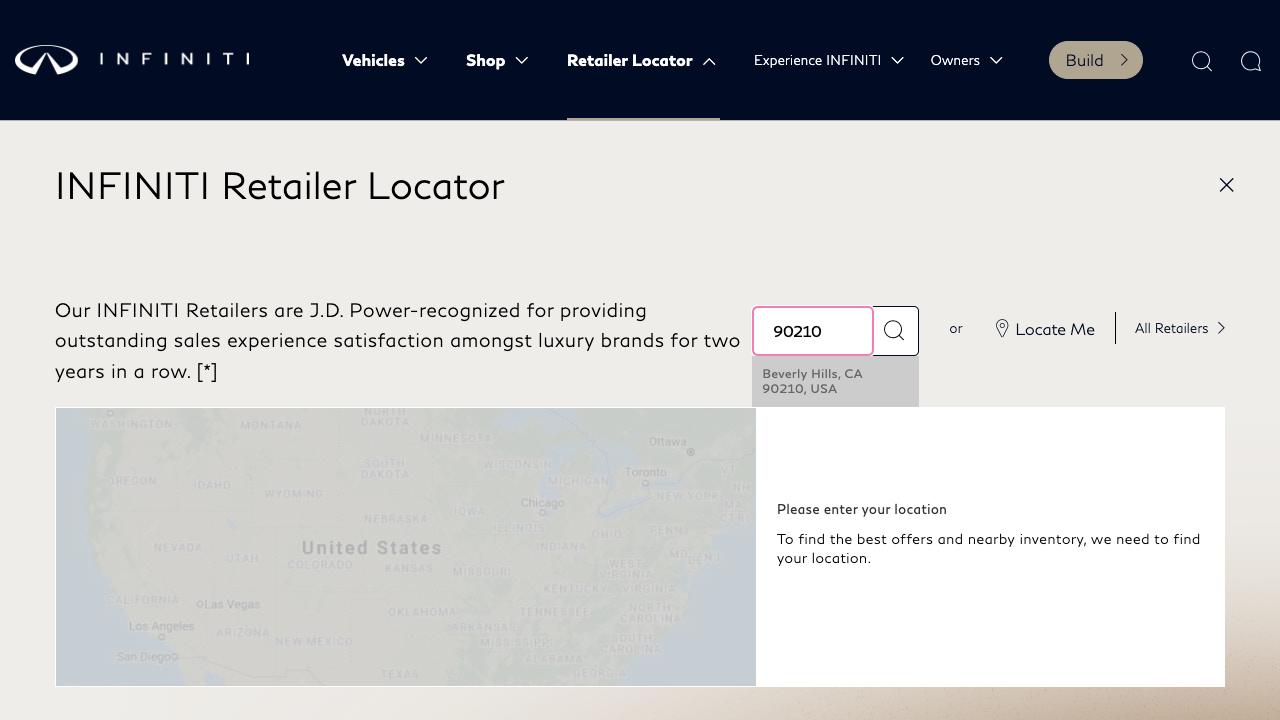 INFINITI
Vehicles
Shop
Retailer Locator
Experience INFINITI
Owners
Build
INFINITI Retailer Locator
Our INFINITI Retailers are J.D. Power-recognized for providing
outstanding sales experience satisfaction amongst luxury brands for two
years in a row. [*]
90210
or
Locate Me
All Retailers
Beverly Hills, CA
90210, USA
WASHINGTON
MONTANA
NORTH
DAKOTA
MINNESOTA
Ottawa
OREGON
IDAHO
WYOMING
SOUTH
DAKOTA
WISCONSIN
MICHIGAN
Toronto
NEW YORK
Chicago
NEBRASKA
IOWA
ILLINOIS
INDIANA
OHIO
PENN
United States
NEVADA
UTAH
COLORADO
KANSAS
MISSOURI
WEST
VIRGINIA
KENTUCKY
VIRGINIA
CALIFORNIA
Las Vegas
OKLAHOMA
TENNESSEE
NORTH
CAROLINA
Los Angeles
ARIZONA
NEW MEXICO
ARKANSAS
SOUTH
CAROLINA
San Diego
TEXAS
ALABAMA
GEORGIA
Please enter your location
To find the best offers and nearby inventory, we need to find
your location.